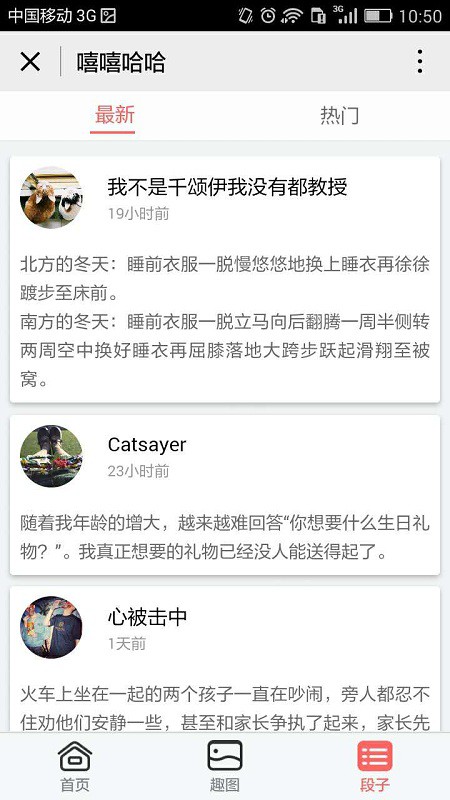 中国移动 3G 3G 10:50
嘻嘻哈哈
最新 热门
我不是千颂伊我没有都教授
19小时前
北方的冬天：睡前衣服一脱慢悠悠地换上睡衣再徐徐
踱步至床前。
南方的冬天：睡前衣服一脱立马向后翻腾一周半侧转
两周空中换好睡衣再屈膝落地大跨步跃起滑翔至被
窝。
Catsayer
23小时前
随着我年龄的增大，越来越难回答“你想要什么生日礼
物？”。我真正想要的礼物已经没人能送得起了。
心被击中
1天前
火车上坐在一起的两个孩子一直在吵闹，旁人都忍不
住劝他们安静一些，甚至和家长争执了起来，家长先
首页 趣图 段子